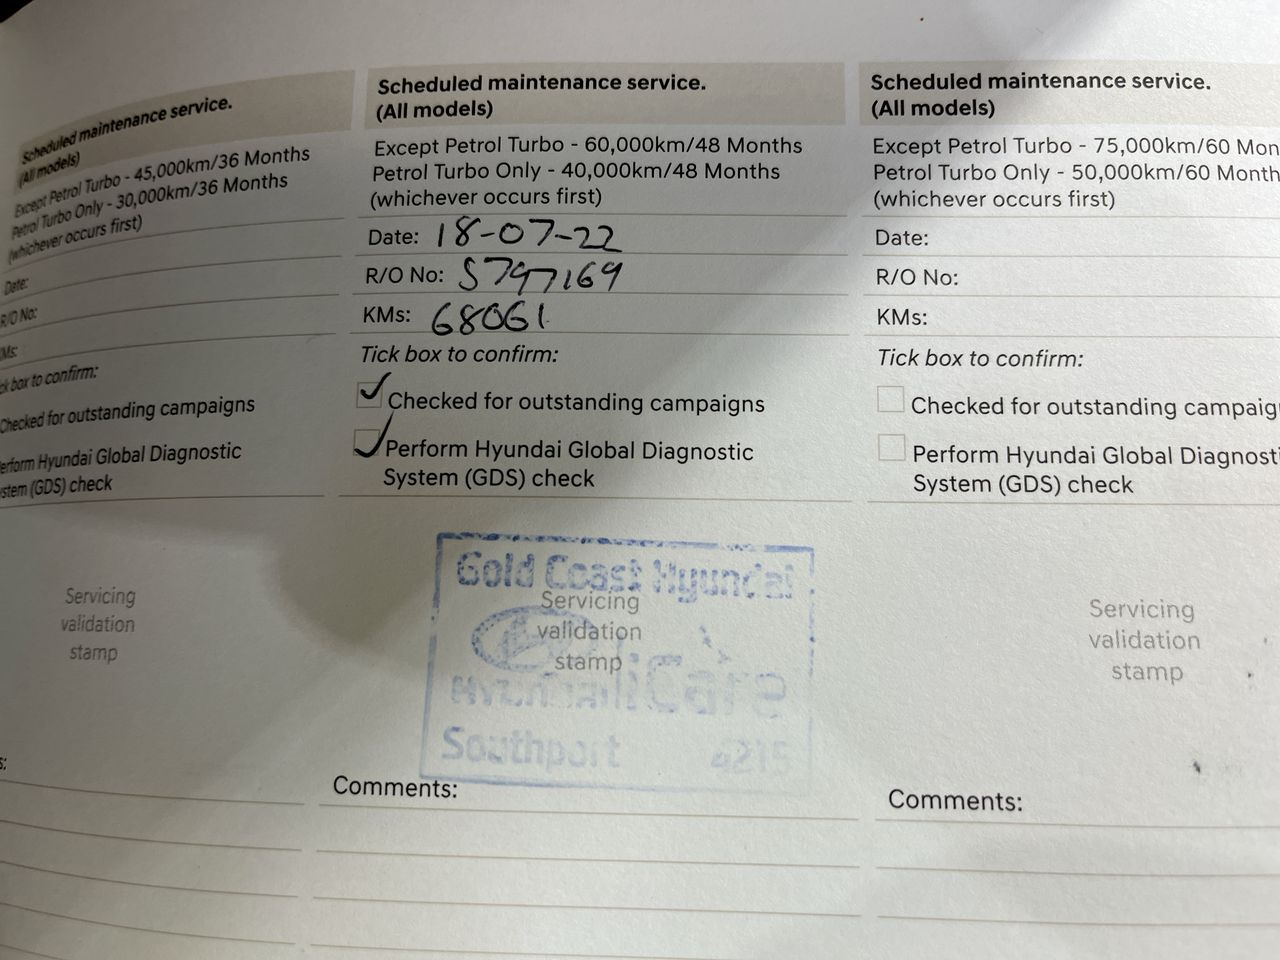 Scheduled maintenance service.
(All models)
Except Petrol Turbo - 45,000km/36 Months
Petrol Turbo Only - 30,000km/36 Months
(whichever occurs first)
Date:
R/O No:
KMs:
Tick box to confirm:
Checked for outstanding campaigns
Perform Hyundai Global Diagnostic
System (GDS) check
Servicing
validation
stamp
Scheduled maintenance service.
(All models)
Except Petrol Turbo - 60,000km/48 Months
Petrol Turbo Only - 40,000km/48 Months
(whichever occurs first)
Date: 18-07-22
R/O No: S797169
KMs: 68061
Tick box to confirm:
Checked for outstanding campaigns
Perform Hyundai Global Diagnostic
System (GDS) check
Gold Coast Hyundai
Servicing
validation
stamp
Hyundai iCare
Southport 4215
Comments:
Scheduled maintenance service.
(All models)
Except Petrol Turbo - 75,000km/60 Mon
Petrol Turbo Only - 50,000km/60 Month
(whichever occurs first)
Date:
R/O No:
KMs:
Tick box to confirm:
Checked for outstanding campaig
Perform Hyundai Global Diagnosti
System (GDS) check
Servicing
validation
stamp
Comments: